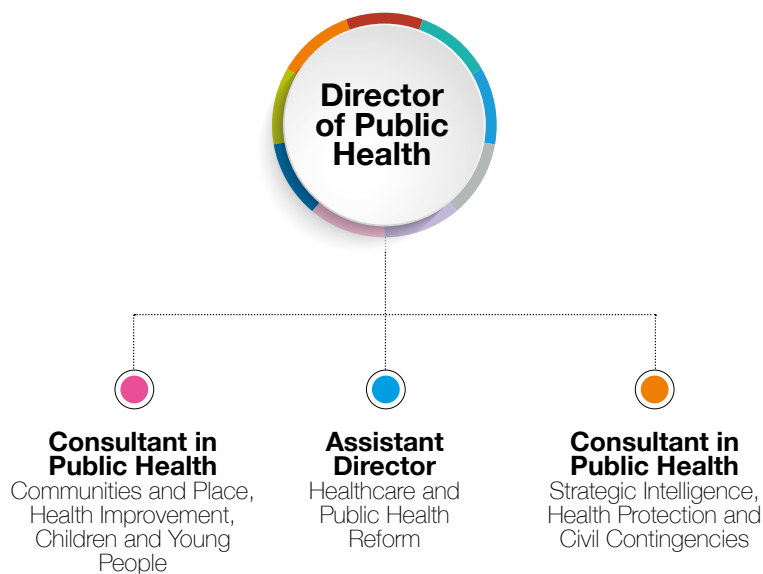 Director
of Public
Health
Consultant in
Public Health
Communities and Place,
Health Improvement,
Children and Young
People
Assistant
Director
Healthcare and
Public Health
Reform
Consultant in
Public Health
Strategic Intelligence,
Health Protection and
Civil Contingencies